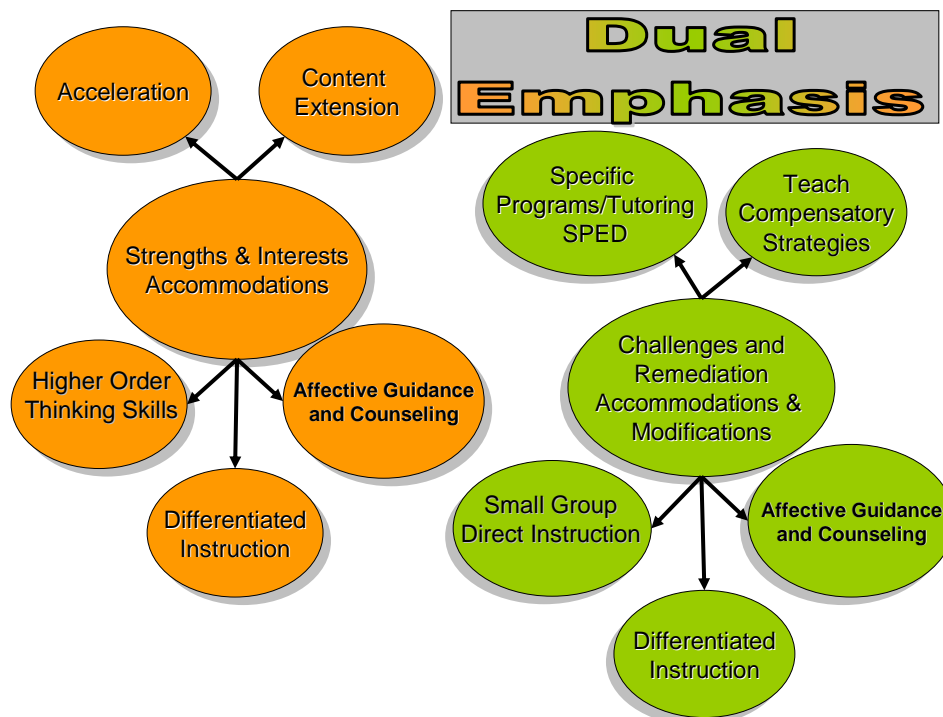 Dual
Emphasis
Acceleration
Content
Extension
Strengths & Interests
Accommodations
Higher Order
Thinking Skills
Affective Guidance
and Counseling
Differentiated
Instruction
Specific
Programs/Tutoring
SPED
Teach
Compensatory
Strategies
Challenges and
Remediation
Accommodations &
Modifications
Small Group
Direct Instruction
Affective Guidance
and Counseling
Differentiated
Instruction